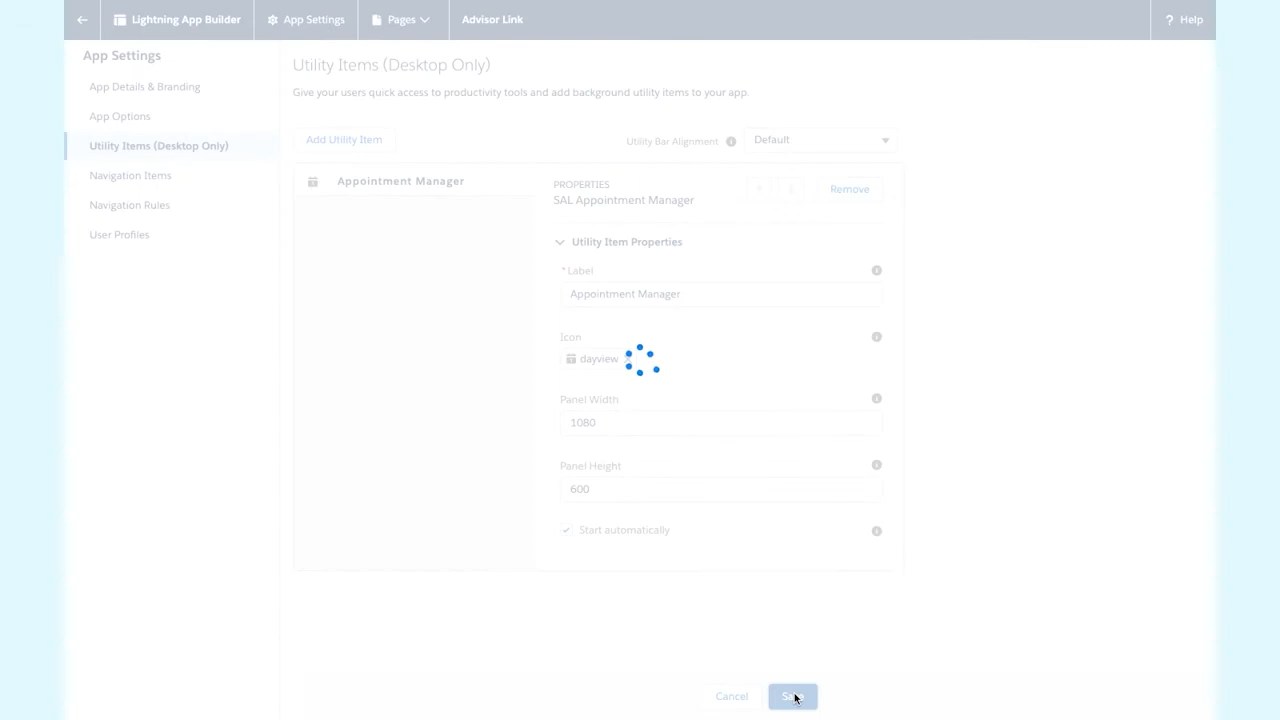 Lightning App Builder
App Settings
Pages
Advisor Link
? Help
App Settings
App Details & Branding
App Options
Utility Items (Desktop Only)
Navigation Items
Navigation Rules
User Profiles
Utility Items (Desktop Only)
Give your users quick access to productivity tools and add background utility items to your app.
Add Utility Item
Utility Bar Alignment
Default
Appointment Manager
PROPERTIES
SAL Appointment Manager
Remove
Utility Item Properties
* Label
Appointment Manager
Icon
dayview
Panel Width
1080
Panel Height
600
Start automatically
Cancel